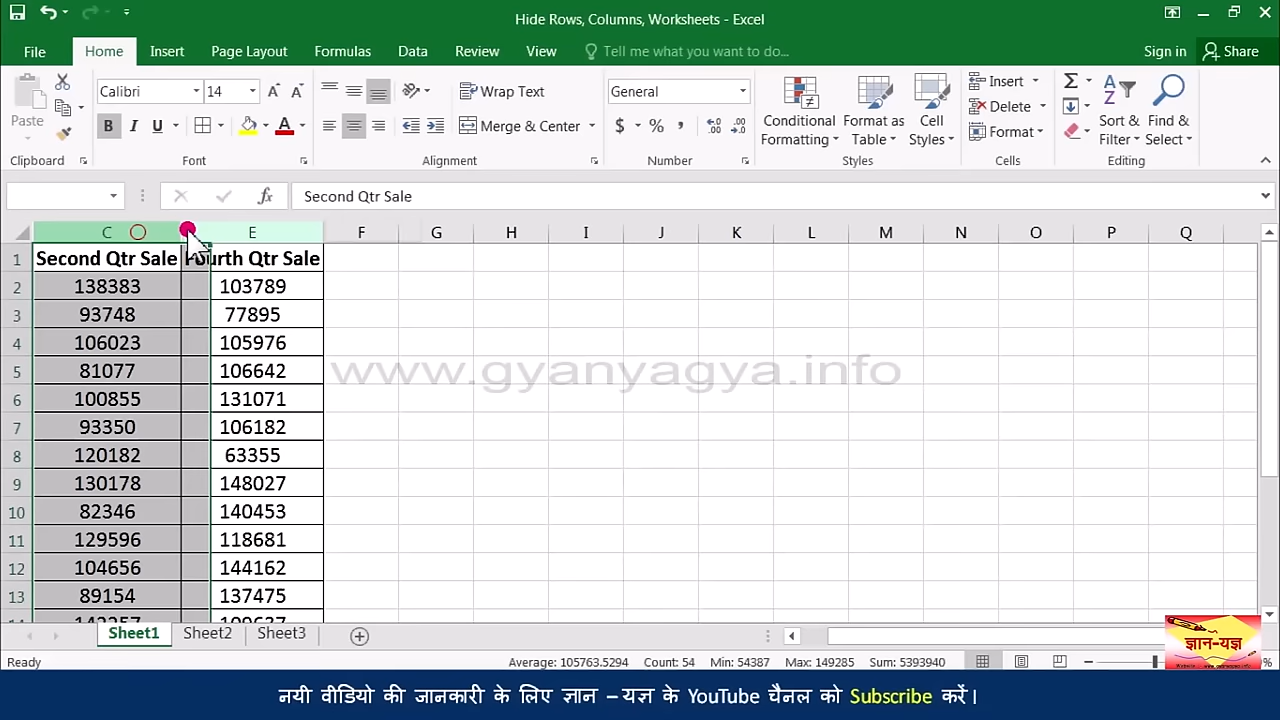 Hide Rows, Columns, Worksheets - Excel
File Home Insert Page Layout Formulas Data Review View Tell me what you want to do... Sign in Share
Calibri 14 Wrap Text General Insert
Paste Conditional Formatting Format as Table Cell Styles Delete Sort & Filter Find & Select
B I U Merge & Center $ % , Format
Clipboard Font Alignment Number Styles Cells Editing
fx Second Qtr Sale
C E F G H I J K L M N O P Q
1 Second Qtr Sale Fourth Qtr Sale
2 138383 103789
3 93748 77895
4 106023 105976
5 81077 106642
www.gyanyagya.info
6 100855 131071
7 93350 106182
8 120182 63355
9 130178 148027
10 82346 140453
11 129596 118681
12 104656 144162
13 89154 137475
Sheet1 Sheet2 Sheet3
ज्ञान-यज्ञ
Ready Average: 105763.5294 Count: 54 Min: 54387 Max: 149285 Sum: 5393940 %
नयी वीडियो की जानकारी के लिए ज्ञान – यज्ञ के YouTube चैनल को Subscribe करें।